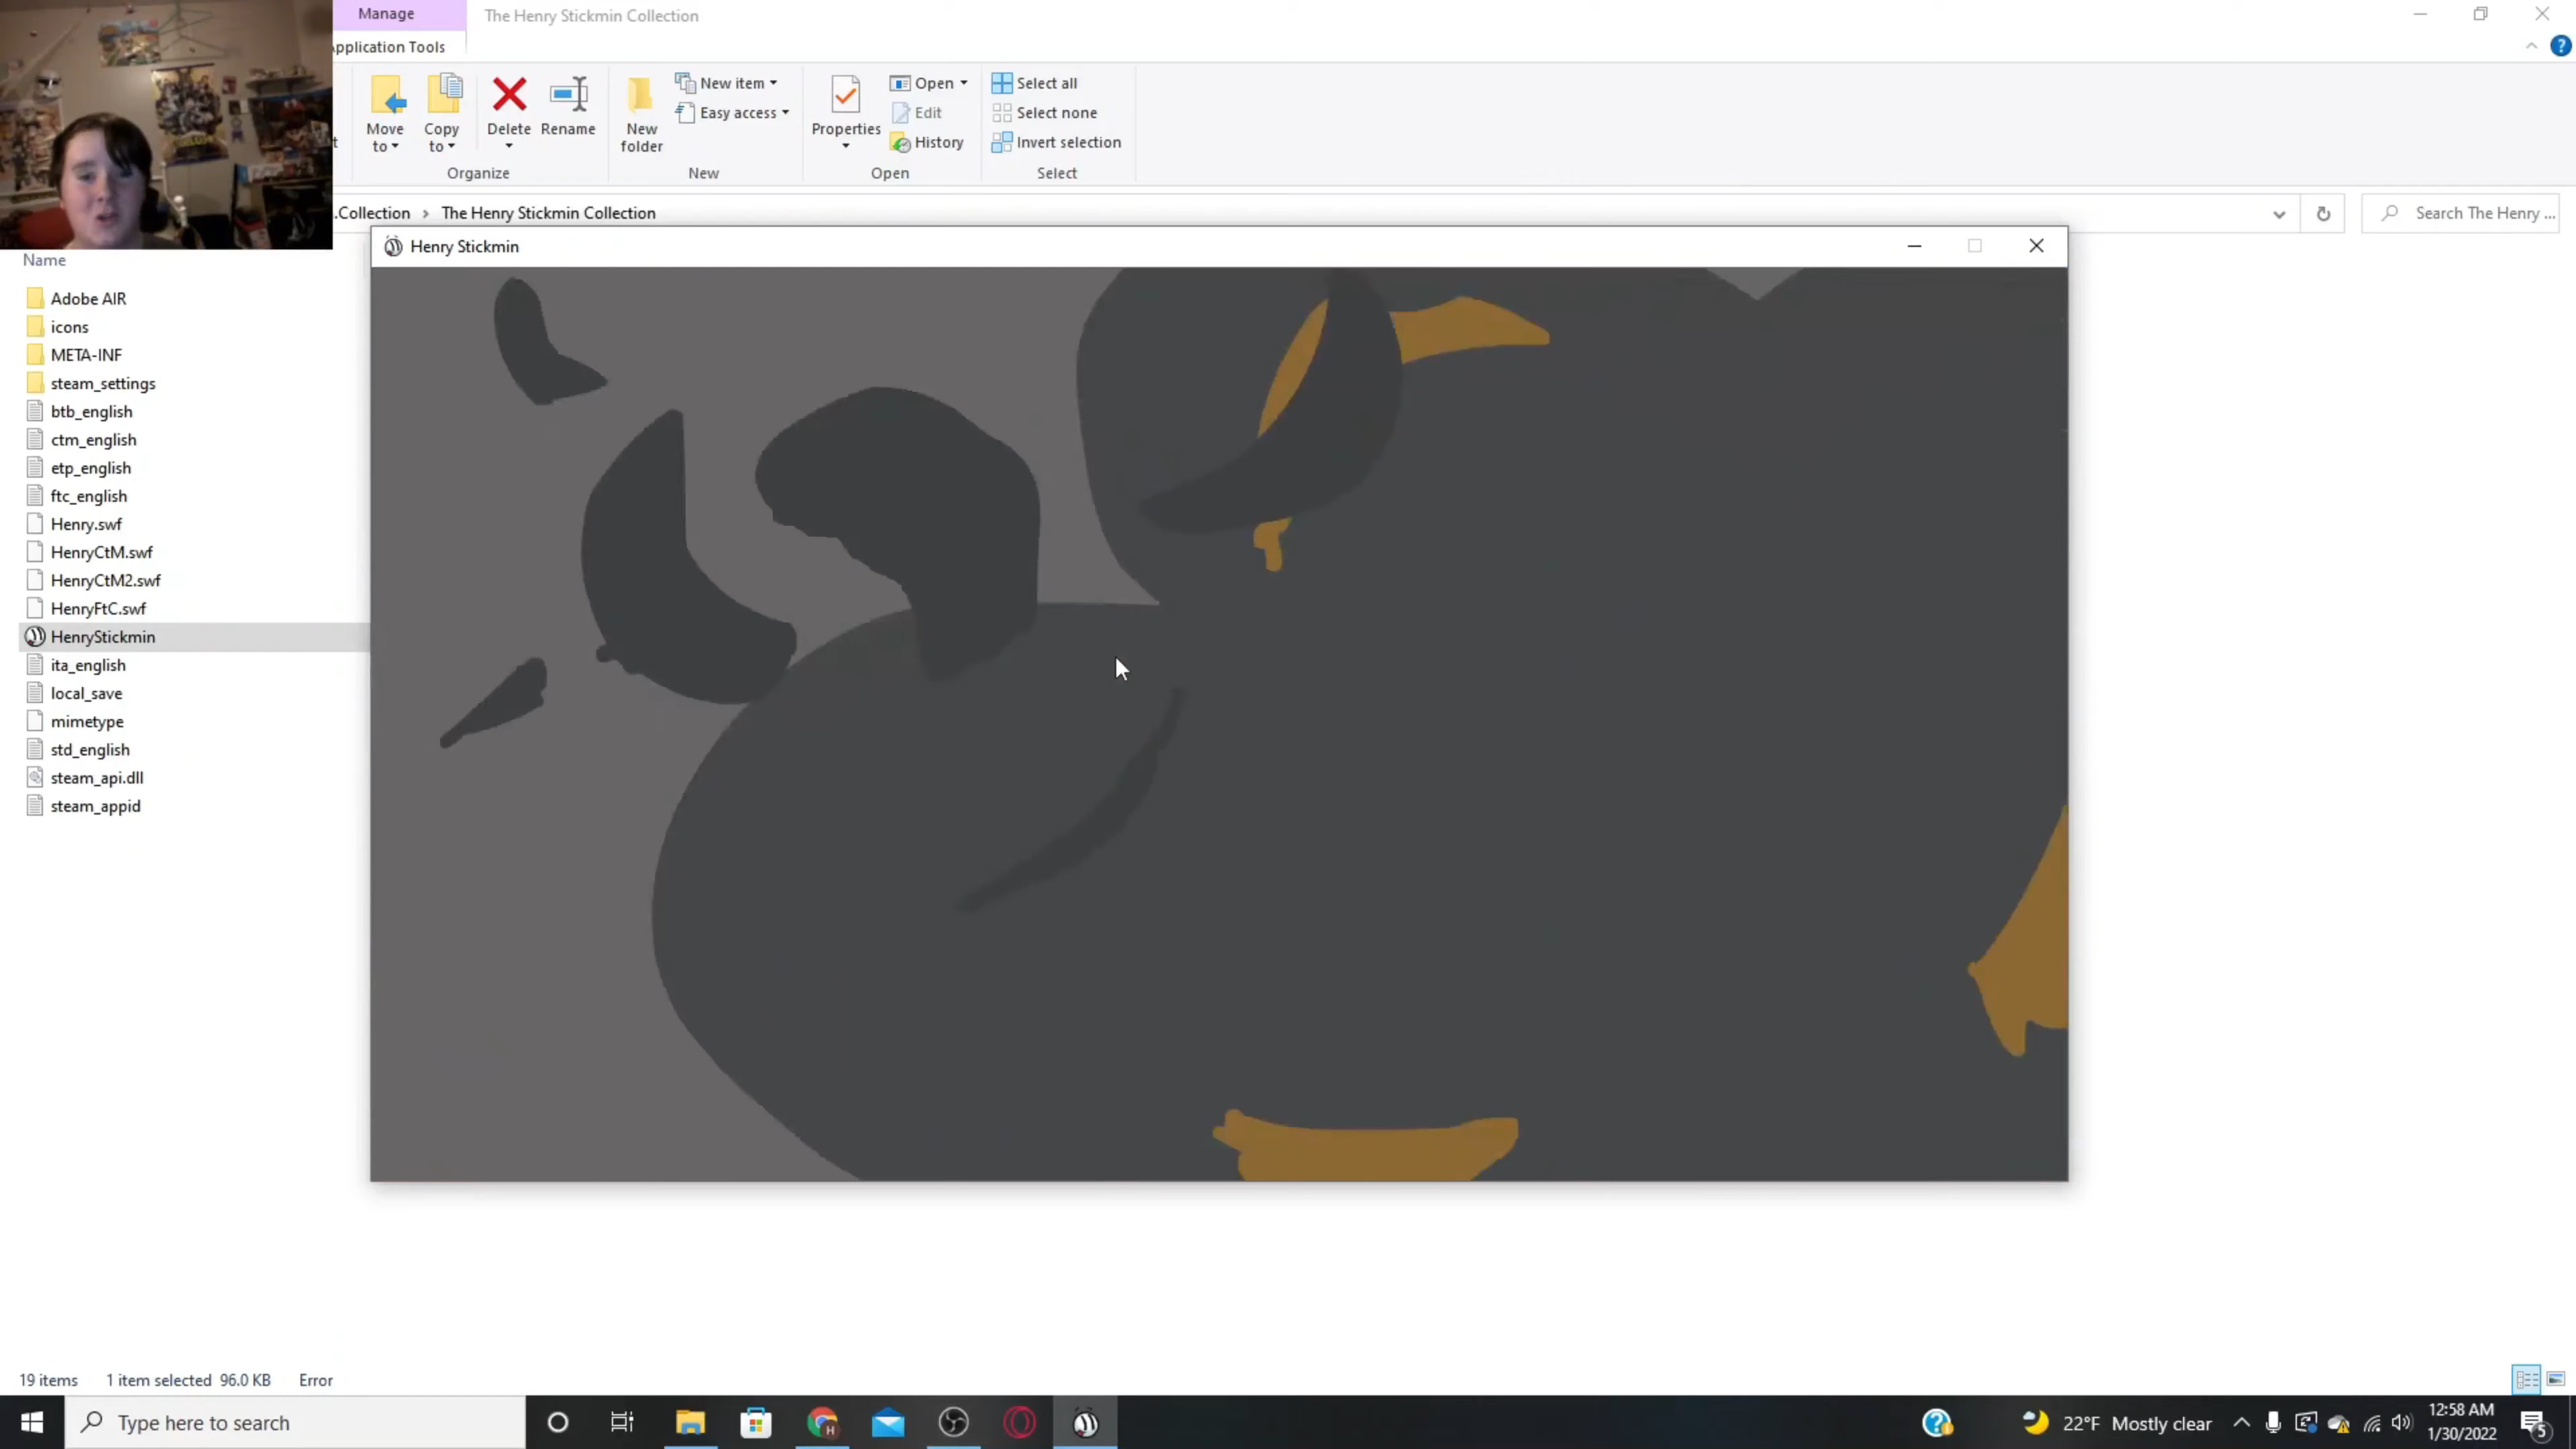 Manage
The Henry Stickmin Collection
Application Tools
Move to
Copy to
Delete
Rename
New folder
New item
Easy access
Properties
Open
Edit
History
Select all
Select none
Invert selection
Organize
New
Open
Select
.Collection › The Henry Stickmin Collection
Search The Henry ...
Henry Stickmin
Name
Adobe AIR
icons
META-INF
steam_settings
btb_english
ctm_english
etp_english
ftc_english
Henry.swf
HenryCtM.swf
HenryCtM2.swf
HenryFtC.swf
HenryStickmin
ita_english
local_save
mimetype
std_english
steam_api.dll
steam_appid
19 items 1 item selected 96.0 KB Error
Type here to search
22°F Mostly clear
12:58 AM
1/30/2022
5